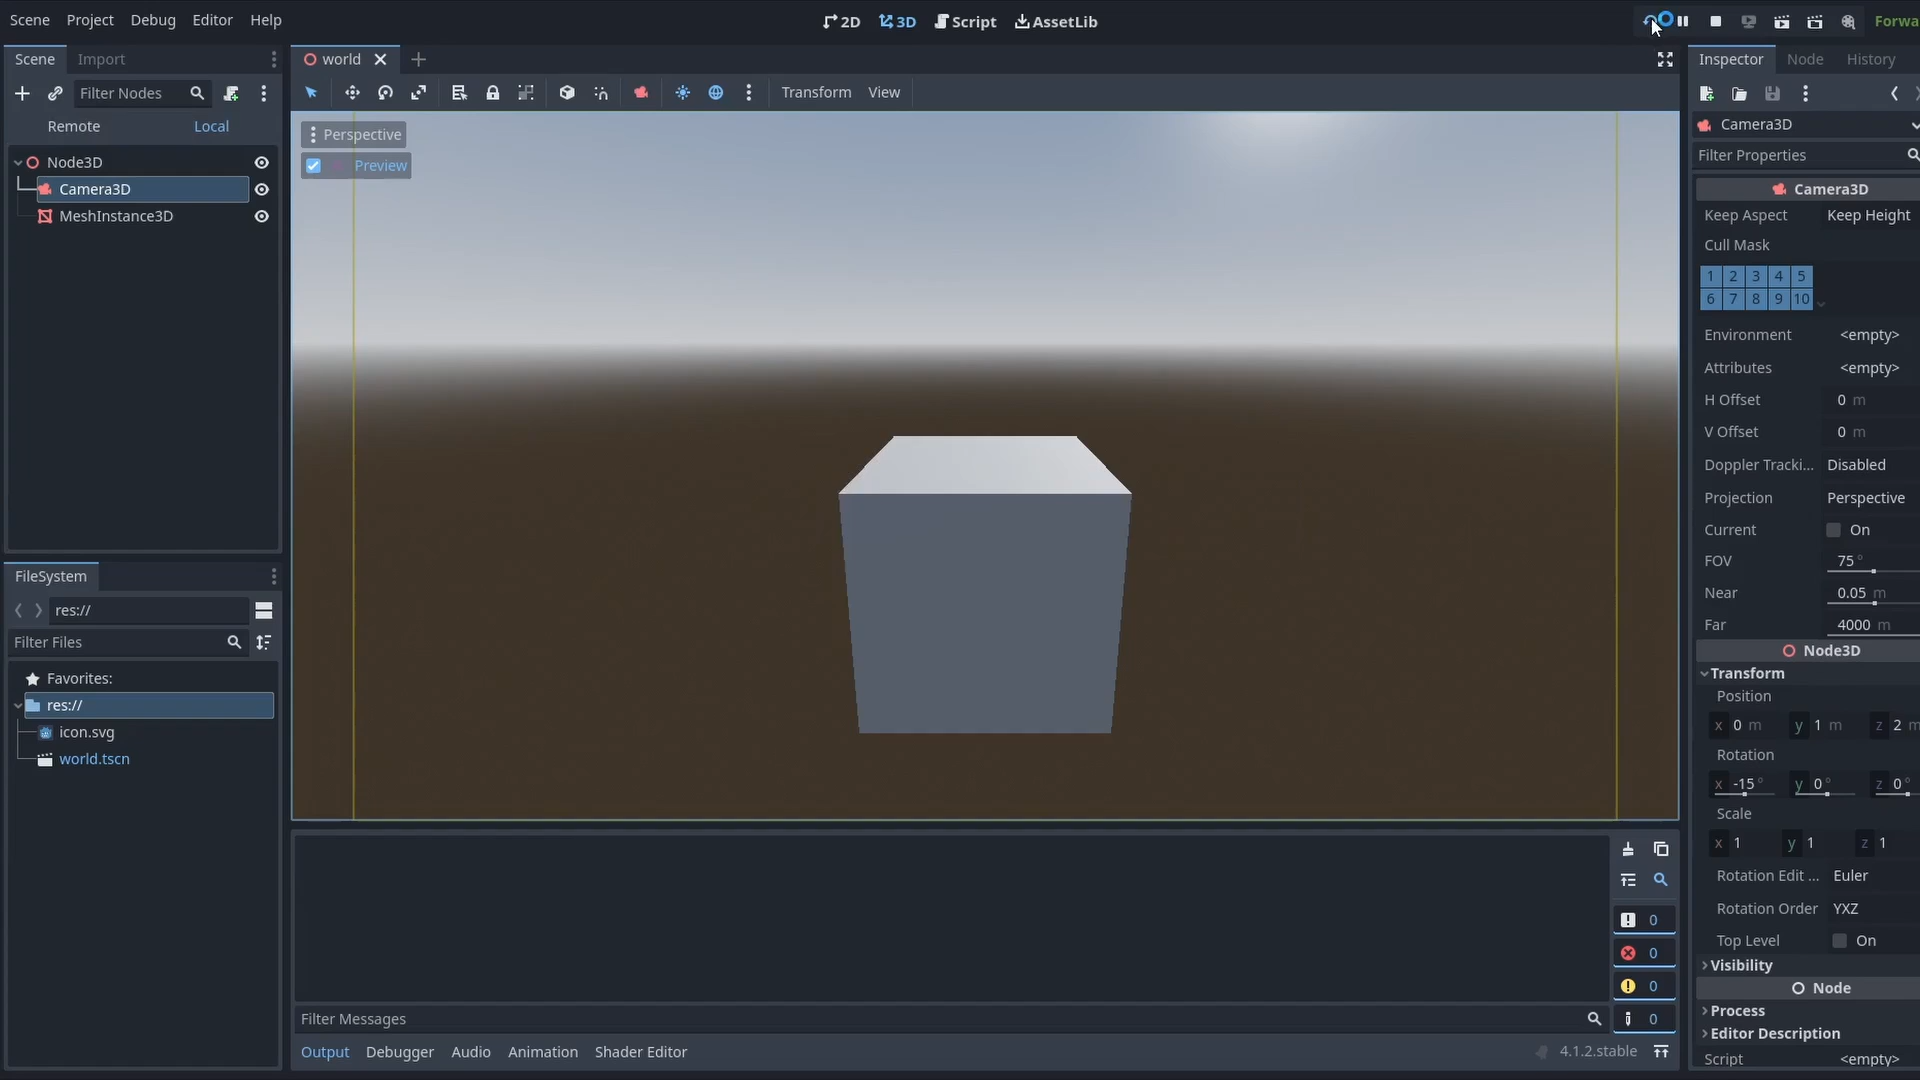 Scene Project Debug Editor Help
2D 3D Script AssetLib
Forwa
Scene Import
Filter Nodes
Remote Local
Node3D
Camera3D
MeshInstance3D
FileSystem
res://
Filter Files
Favorites:
res://
icon.svg
world.tscn
world
Transform View
Perspective
Preview
0
0
0
0
Filter Messages
Output Debugger Audio Animation Shader Editor 4.1.2.stable
Inspector Node History
Camera3D
Filter Properties
Camera3D
Keep Aspect Keep Height
Cull Mask
1 2 3 4 5
6 7 8 9 10
Environment <empty>
Attributes <empty>
H Offset 0 m
V Offset 0 m
Doppler Tracki... Disabled
Projection Perspective
Current On
FOV 75 °
Near 0.05 m
Far 4000 m
Node3D
Transform
Position
x 0 m y 1 m z 2 m
Rotation
x -15 ° y 0 ° z 0 °
Scale
x 1 y 1 z 1
Rotation Edit ... Euler
Rotation Order YXZ
Top Level On
Visibility
Node
Process
Editor Description
Script <empty>